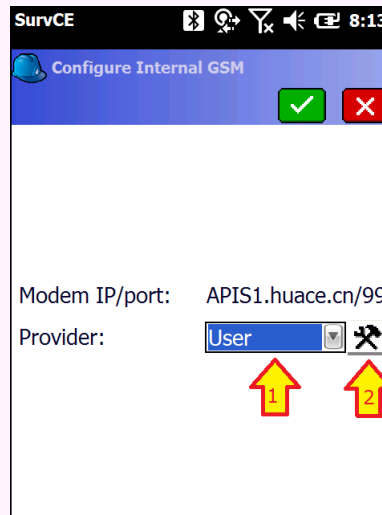 SurvCE 8:13
Configure Internal GSM
Modem IP/port: APIS1.huace.cn/99
Provider: User
1 2